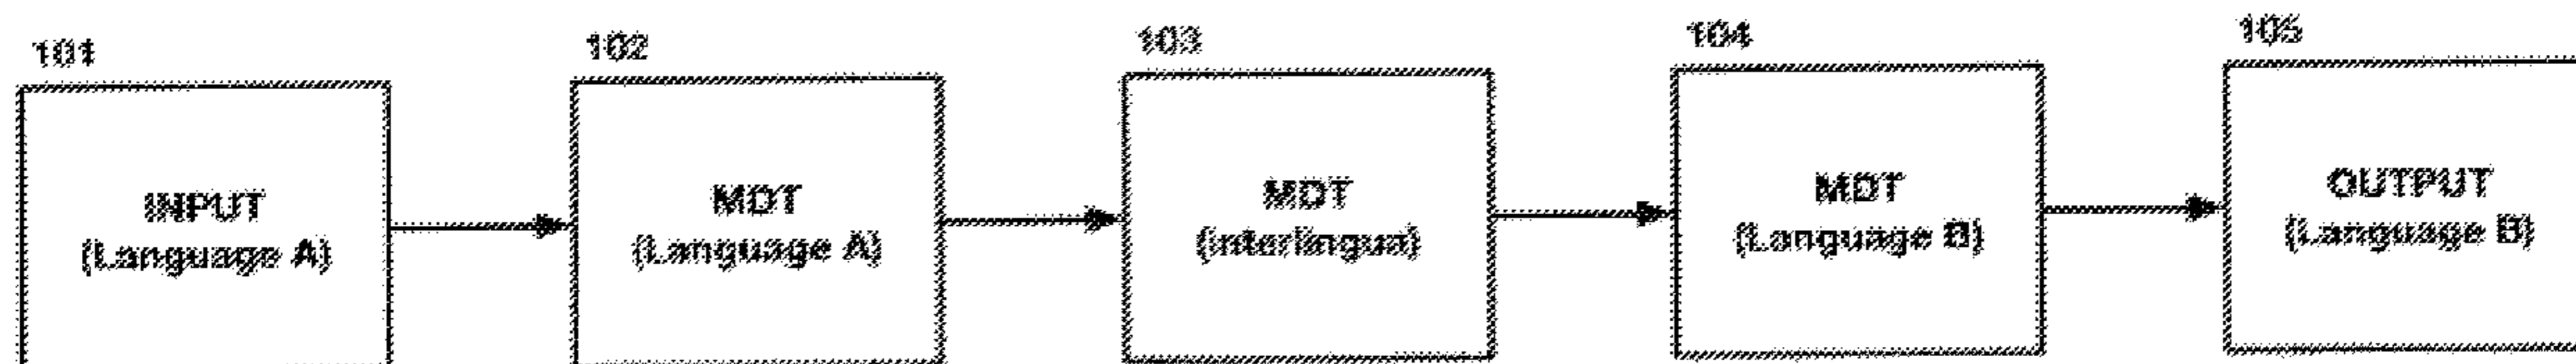 101
INPUT
(Language A)
102
MDT
(Language A)
103
MDT
(interlingua)
104
MDT
(Language B)
105
OUTPUT
(Language B)